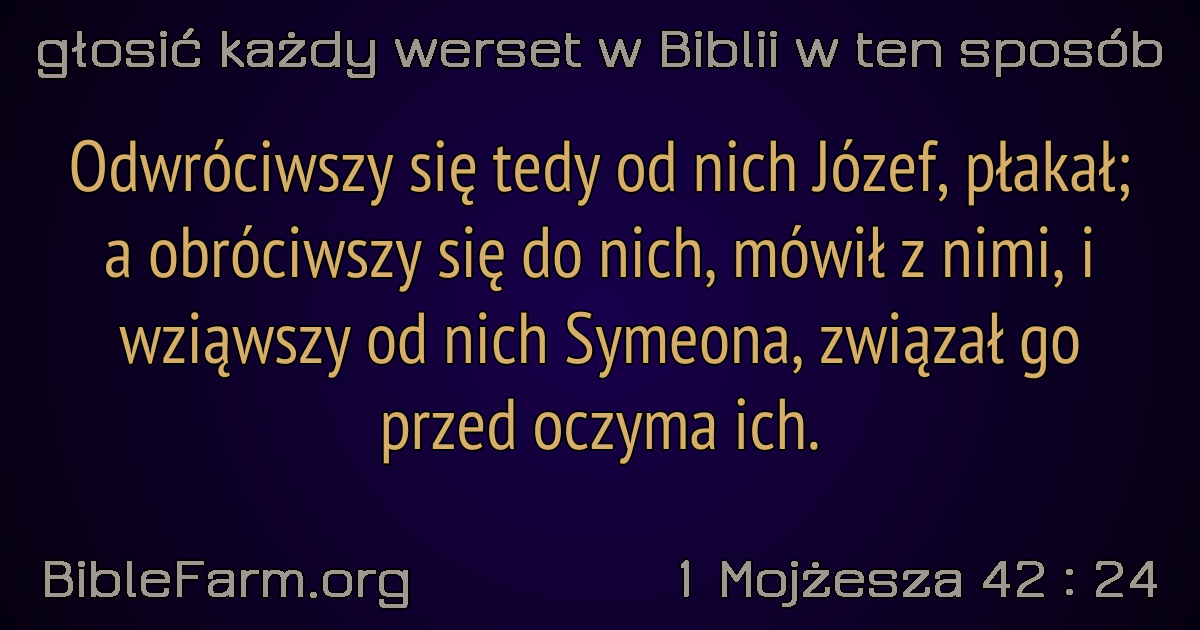 głosić każdy werset w Biblii w ten sposób
Odwróciwszy się tedy od nich Józef, płakał;
a obróciwszy się do nich, mówił z nimi, i
wziąwszy od nich Symeona, związał go
przed oczyma ich.
BibleFarm.org
1 Mojżesza 42 : 24